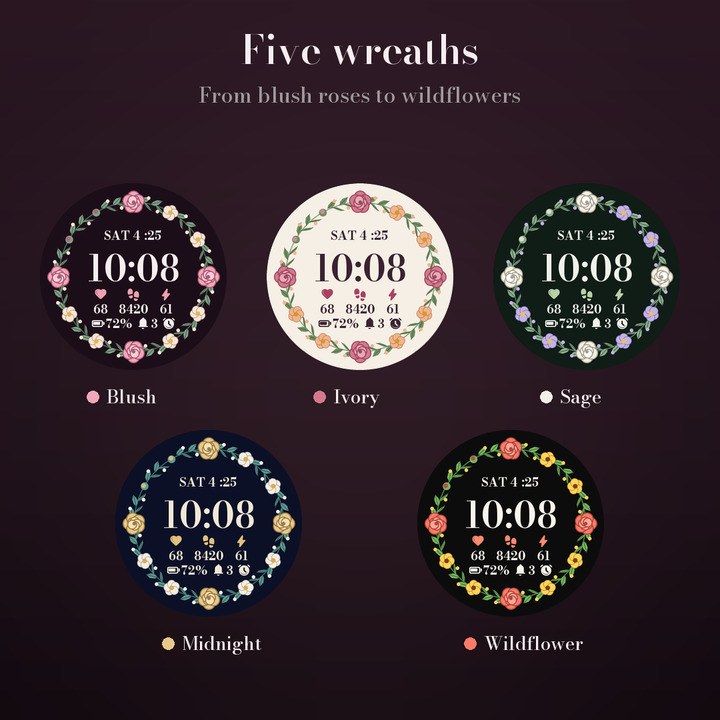 Five wreaths
From blush roses to wildflowers
SAT 4 :25
10:08
68 8420 61
72% 3
SAT 4 :25
10:08
68 8420 61
72% 3
SAT 4 :25
10:08
68 8420 61
72% 3
Blush
Ivory
Sage
SAT 4 :25
10:08
68 8420 61
72% 3
SAT 4 :25
10:08
68 8420 61
72% 3
Midnight
Wildflower